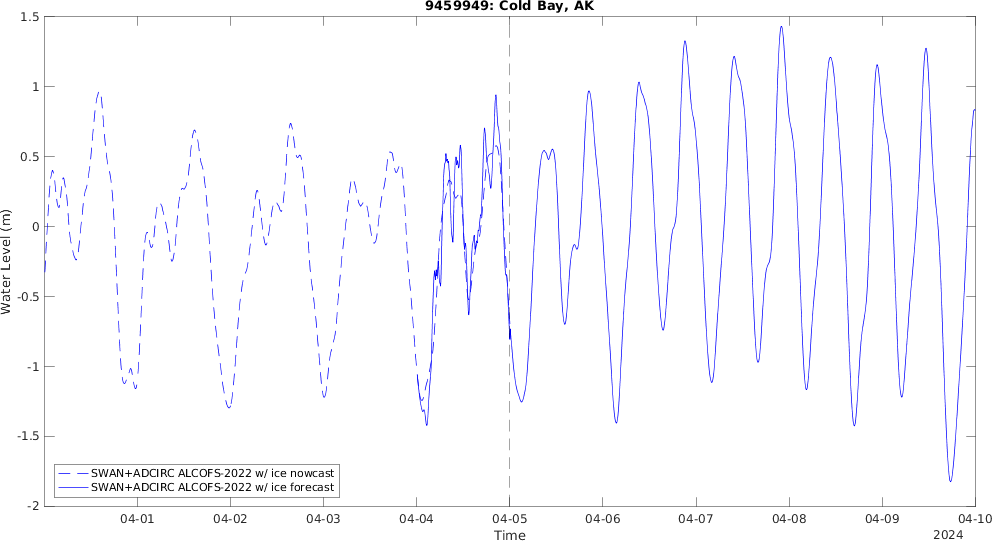 9459949: Cold Bay, AK
1.5
1
0.5
0
-0.5
-1
-1.5
-2
Water Level (m)
SWAN+ADCIRC ALCOFS-2022 w/ ice nowcast
SWAN+ADCIRC ALCOFS-2022 w/ ice forecast
04-01 04-02 04-03 04-04 04-05 04-06 04-07 04-08 04-09 04-10
Time
2024